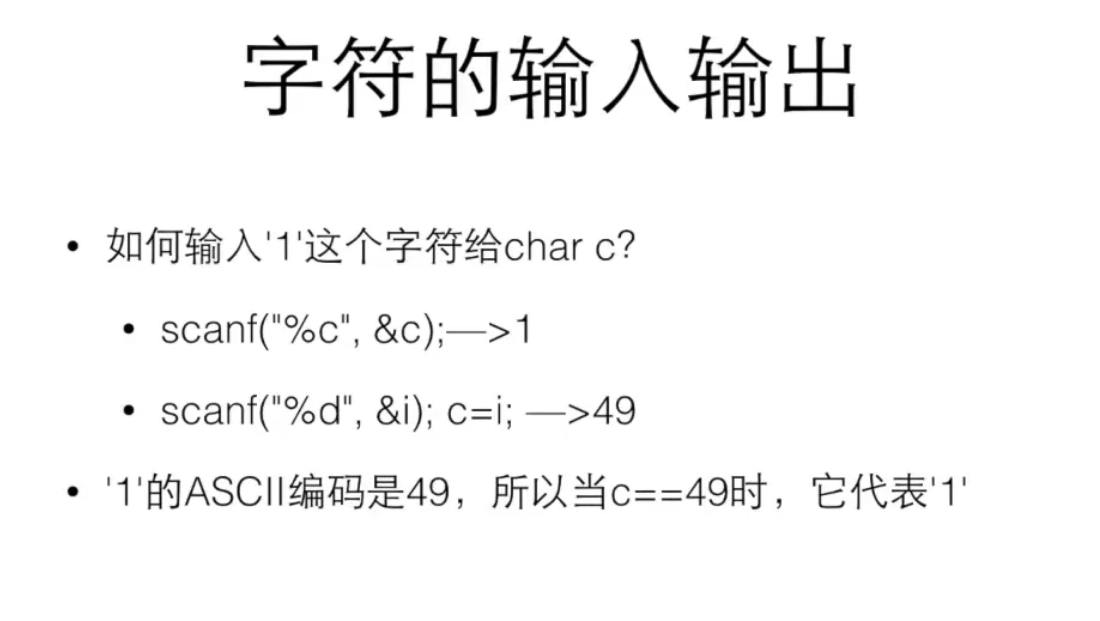 字符的输入输出
• 如何输入'1'这个字符给char c?
• scanf("%c", &c);—>1
• scanf("%d", &i); c=i; —>49
• '1'的ASCII编码是49，所以当c==49时，它代表'1'